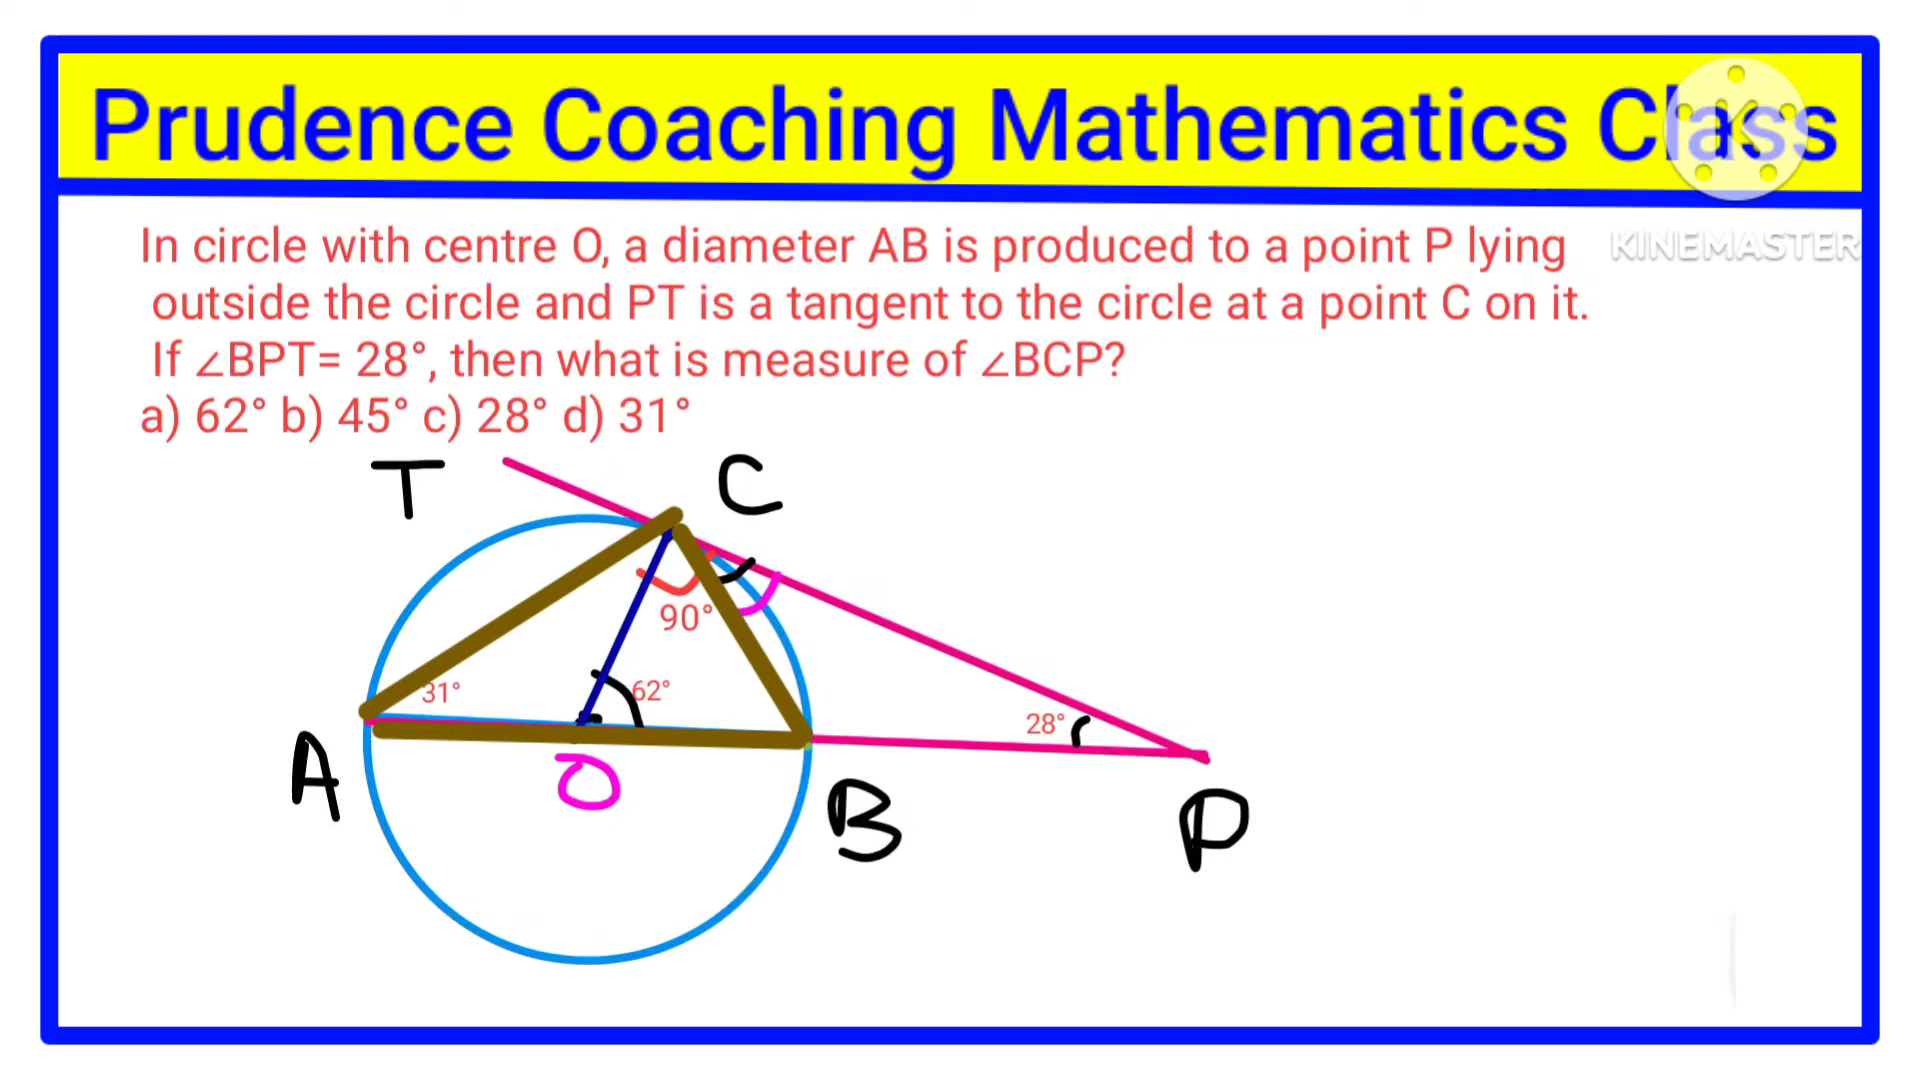 Prudence Coaching Mathematics Class
K
KINEMASTER
In circle with centre O, a diameter AB is produced to a point P lying
outside the circle and PT is a tangent to the circle at a point C on it.
If ∠BPT= 28°, then what is measure of ∠BCP?
a) 62° b) 45° c) 28° d) 31°
T
C
90°
31°
62°
28°
A
O
B
P